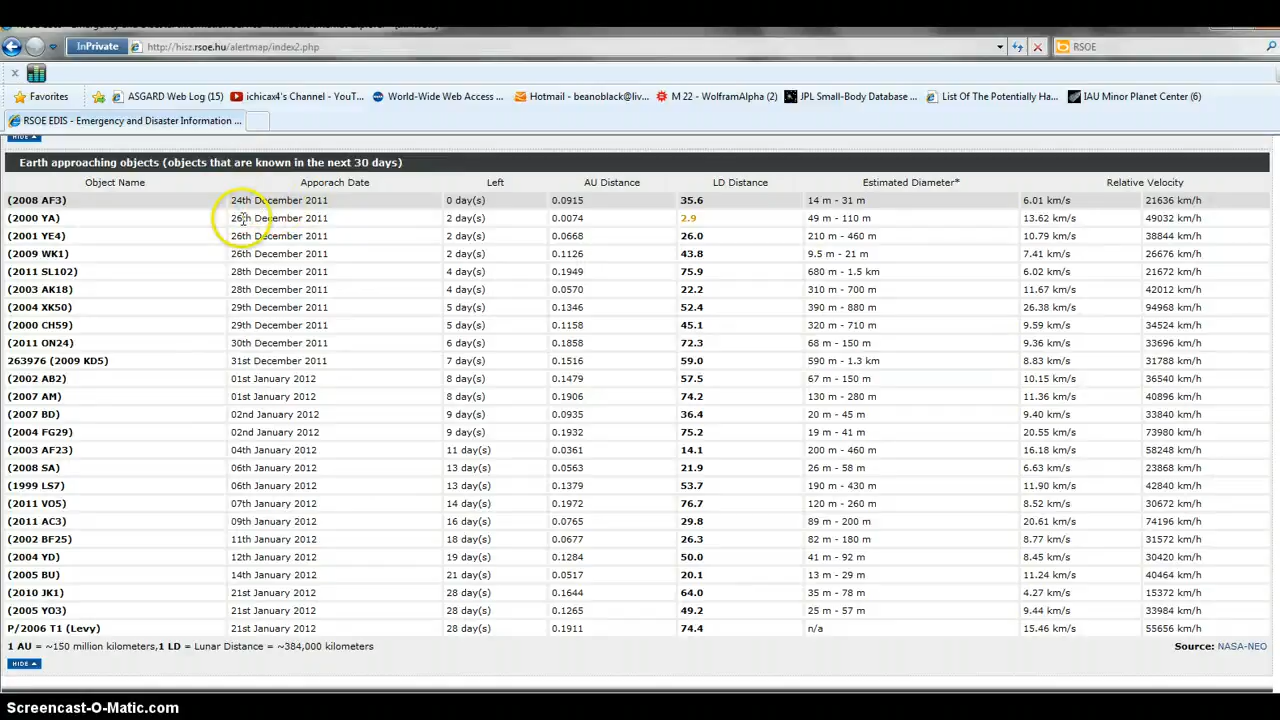 InPrivate http://hisz.rsoe.hu/alertmap/index2.php RSOE
x
Favorites ASGARD Web Log (15) ichicax4's Channel - YouT... World-Wide Web Access ... Hotmail - beanoblack@liv... M 22 - WolframAlpha (2) JPL Small-Body Database ... List Of The Potentially Ha... IAU Minor Planet Center (6)
RSOE EDIS - Emergency and Disaster Information ...
HIDE
Earth approaching objects (objects that are known in the next 30 days)
Object Name Apporach Date Left AU Distance LD Distance Estimated Diameter* Relative Velocity
(2008 AF3) 24th December 2011 0 day(s) 0.0915 35.6 14 m - 31 m 6.01 km/s 21636 km/h
(2000 YA) 26th December 2011 2 day(s) 0.0074 2.9 49 m - 110 m 13.62 km/s 49032 km/h
(2001 YE4) 26th December 2011 2 day(s) 0.0668 26.0 210 m - 460 m 10.79 km/s 38844 km/h
(2009 WK1) 26th December 2011 2 day(s) 0.1126 43.8 9.5 m - 21 m 7.41 km/s 26676 km/h
(2011 SL102) 28th December 2011 4 day(s) 0.1949 75.9 680 m - 1.5 km 6.02 km/s 21672 km/h
(2003 AK18) 28th December 2011 4 day(s) 0.0570 22.2 310 m - 700 m 11.67 km/s 42012 km/h
(2004 XK50) 29th December 2011 5 day(s) 0.1346 52.4 390 m - 880 m 26.38 km/s 94968 km/h
(2000 CH59) 29th December 2011 5 day(s) 0.1158 45.1 320 m - 710 m 9.59 km/s 34524 km/h
(2011 ON24) 30th December 2011 6 day(s) 0.1858 72.3 68 m - 150 m 9.36 km/s 33696 km/h
263976 (2009 KD5) 31st December 2011 7 day(s) 0.1516 59.0 590 m - 1.3 km 8.83 km/s 31788 km/h
(2002 AB2) 01st January 2012 8 day(s) 0.1479 57.5 67 m - 150 m 10.15 km/s 36540 km/h
(2007 AM) 01st January 2012 8 day(s) 0.1906 74.2 130 m - 280 m 11.36 km/s 40896 km/h
(2007 BD) 02nd January 2012 9 day(s) 0.0935 36.4 20 m - 45 m 9.40 km/s 33840 km/h
(2004 FG29) 02nd January 2012 9 day(s) 0.1932 75.2 19 m - 41 m 20.55 km/s 73980 km/h
(2003 AF23) 04th January 2012 11 day(s) 0.0361 14.1 200 m - 460 m 16.18 km/s 58248 km/h
(2008 SA) 06th January 2012 13 day(s) 0.0563 21.9 26 m - 58 m 6.63 km/s 23868 km/h
(1999 LS7) 06th January 2012 13 day(s) 0.1379 53.7 190 m - 430 m 11.90 km/s 42840 km/h
(2011 VO5) 07th January 2012 14 day(s) 0.1972 76.7 120 m - 260 m 8.52 km/s 30672 km/h
(2011 AC3) 09th January 2012 16 day(s) 0.0765 29.8 89 m - 200 m 20.61 km/s 74196 km/h
(2002 BF25) 11th January 2012 18 day(s) 0.0677 26.3 82 m - 180 m 8.77 km/s 31572 km/h
(2004 YD) 12th January 2012 19 day(s) 0.1284 50.0 41 m - 92 m 8.45 km/s 30420 km/h
(2005 BU) 14th January 2012 21 day(s) 0.0517 20.1 13 m - 29 m 11.24 km/s 40464 km/h
(2010 JK1) 21st January 2012 28 day(s) 0.1644 64.0 35 m - 78 m 4.27 km/s 15372 km/h
(2005 YO3) 21st January 2012 28 day(s) 0.1265 49.2 25 m - 57 m 9.44 km/s 33984 km/h
P/2006 T1 (Levy) 21st January 2012 28 day(s) 0.1911 74.4 n/a 15.46 km/s 55656 km/h
1 AU = ~150 million kilometers,1 LD = Lunar Distance = ~384,000 kilometers Source: NASA-NEO
HIDE
Screencast-O-Matic.com